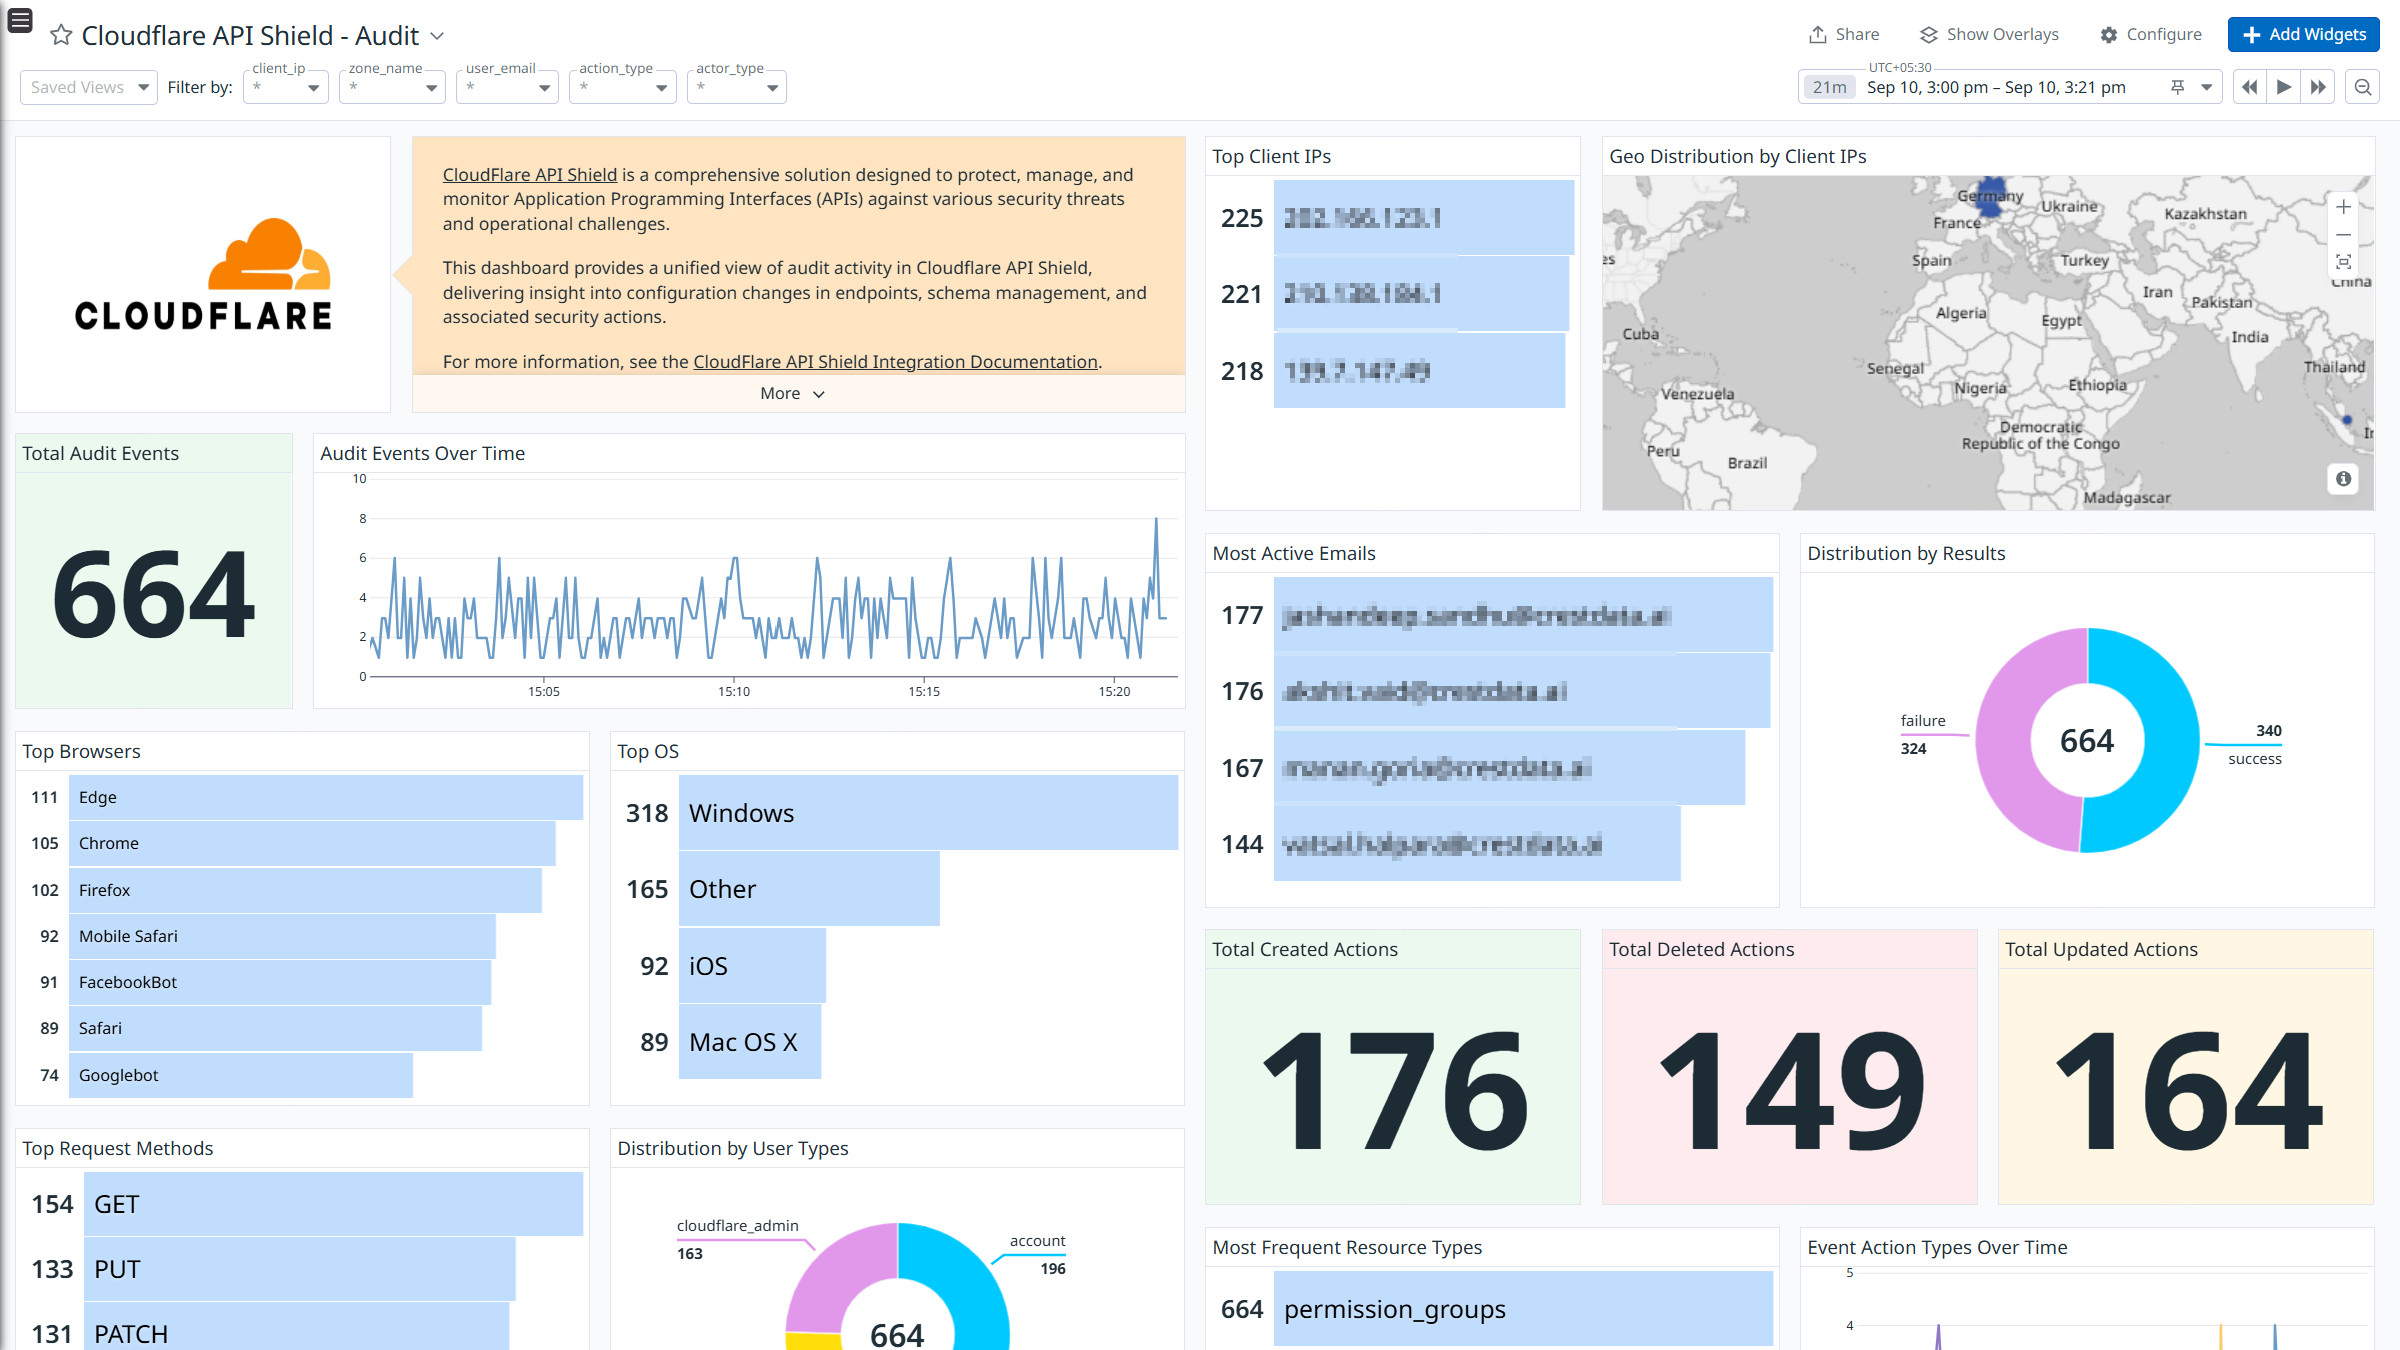 Cloudflare API Shield - Audit
Share
Show Overlays
Configure
Add Widgets
Saved Views
Filter by:
client_ip
*
zone_name
*
user_email
*
action_type
*
actor_type
*
UTC+05:30
21m
Sep 10, 3:00 pm – Sep 10, 3:21 pm
CLOUDFLARE
CloudFlare API Shield is a comprehensive solution designed to protect, manage, and
monitor Application Programming Interfaces (APIs) against various security threats
and operational challenges.
This dashboard provides a unified view of audit activity in Cloudflare API Shield,
delivering insight into configuration changes in endpoints, schema management, and
associated security actions.
For more information, see the CloudFlare API Shield Integration Documentation.
More
Top Client IPs
225
221
218
Geo Distribution by Client IPs
Germany
Ukraine
Kazakhstan
France
Spain
Turkey
es
China
Iran
Pakistan
Algeria
Egypt
Cuba
India
Senegal
Thailand
Nigeria
Ethiopia
Venezuela
Democratic
Republic of the Congo
Peru
Brazil
Madagascar
Total Audit Events
664
Audit Events Over Time
10
8
6
4
2
0
15:05
15:10
15:15
15:20
Most Active Emails
177
176
167
144
Distribution by Results
failure
324
664
340
success
Top Browsers
111 Edge
105 Chrome
102 Firefox
92 Mobile Safari
91 FacebookBot
89 Safari
74 Googlebot
Top OS
318 Windows
165 Other
92 iOS
89 Mac OS X
Total Created Actions
176
Total Deleted Actions
149
Total Updated Actions
164
Top Request Methods
154 GET
133 PUT
131 PATCH
Distribution by User Types
cloudflare_admin
163
account
196
664
Most Frequent Resource Types
664 permission_groups
Event Action Types Over Time
5
4